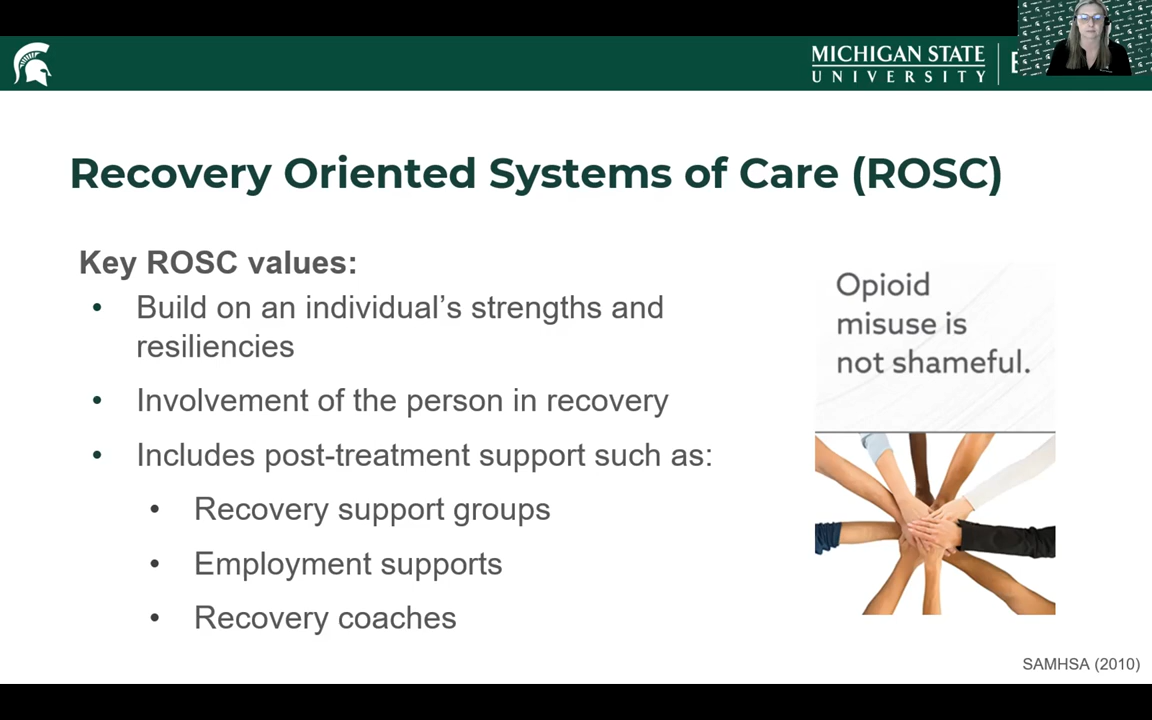 MICHIGAN STATE
UNIVERSITY
Recovery Oriented Systems of Care (ROSC)
Key ROSC values:
• Build on an individual’s strengths and
resiliencies
• Involvement of the person in recovery
• Includes post-treatment support such as:
• Recovery support groups
• Employment supports
• Recovery coaches
Opioid
misuse is
not shameful.
SAMHSA (2010)